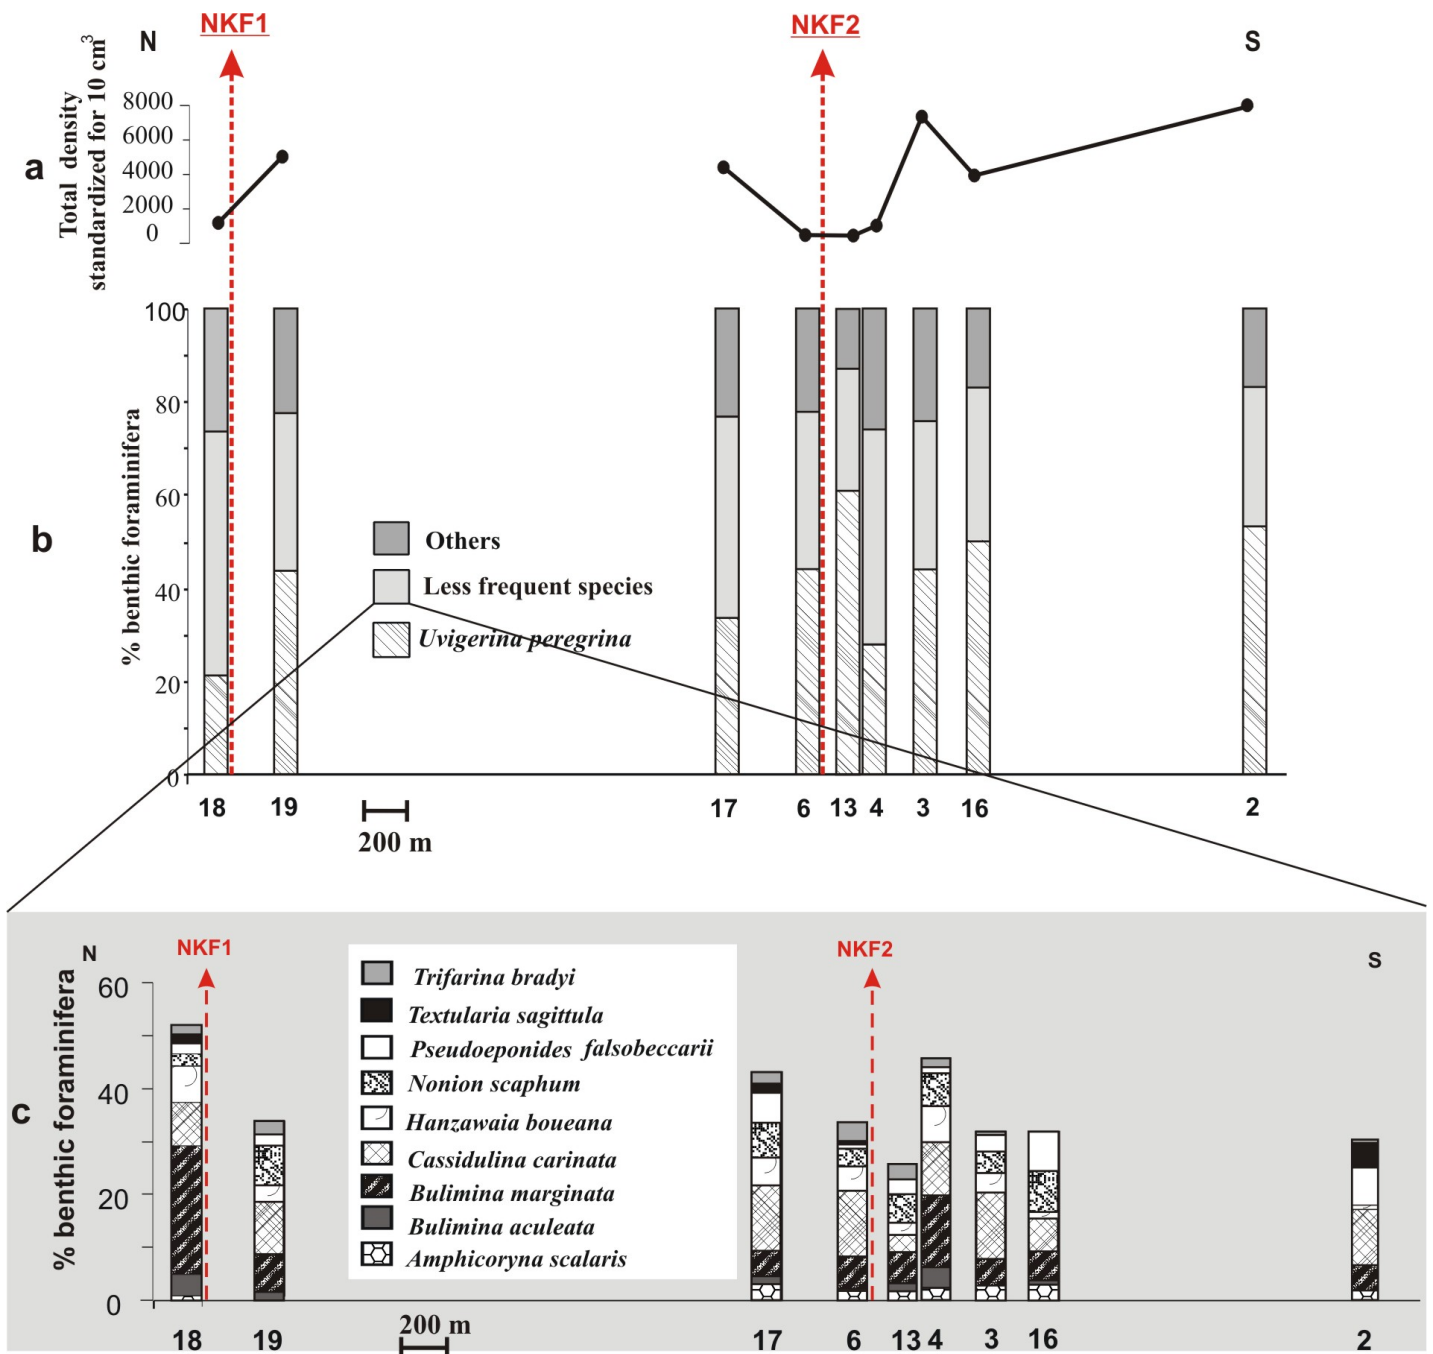 NKF1
NKF2
N
S
a
Total density
standardized for 10 cm3
8000
6000
4000
2000
0
b
% benthic foraminifera
100
80
60
40
20
0
Others
Less frequent species
Uvigerina peregrina
18 19 17 6 13 4 3 16 2
200 m
N
NKF1
NKF2
S
c
% benthic foraminifera
60
40
20
0
Trifarina bradyi
Textularia sagittula
Pseudoeponides falsobeccarii
Nonion scaphum
Hanzawaia boueana
Cassidulina carinata
Bulimina marginata
Bulimina aculeata
Amphicoryna scalaris
18 19 17 6 13 4 3 16 2
200 m